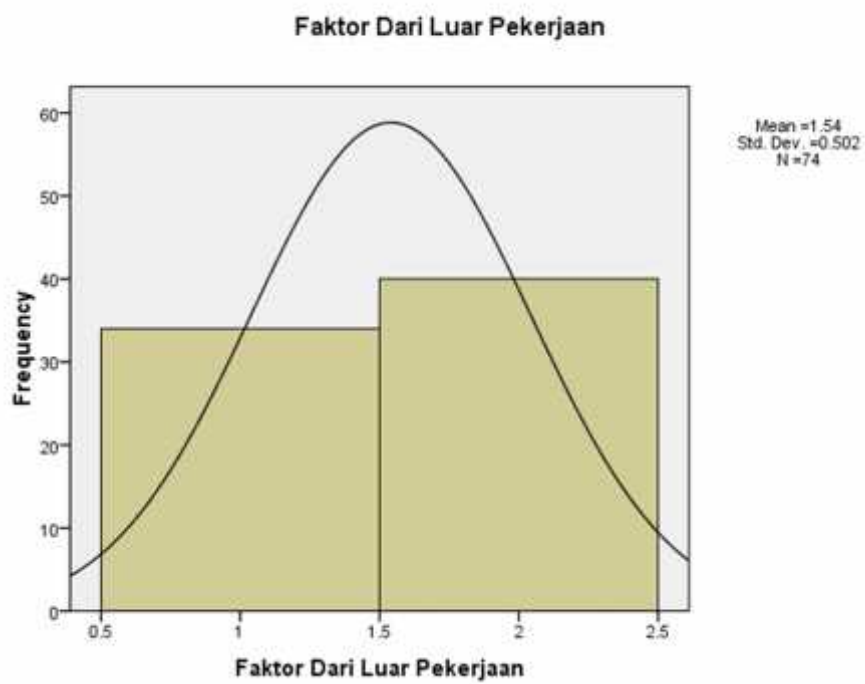 Faktor Dari Luar Pekerjaan
Mean =1.54
Std. Dev. =0.502
N =74
Frequency
60
50
40
30
20
10
0
0.5 1 1.5 2 2.5
Faktor Dari Luar Pekerjaan